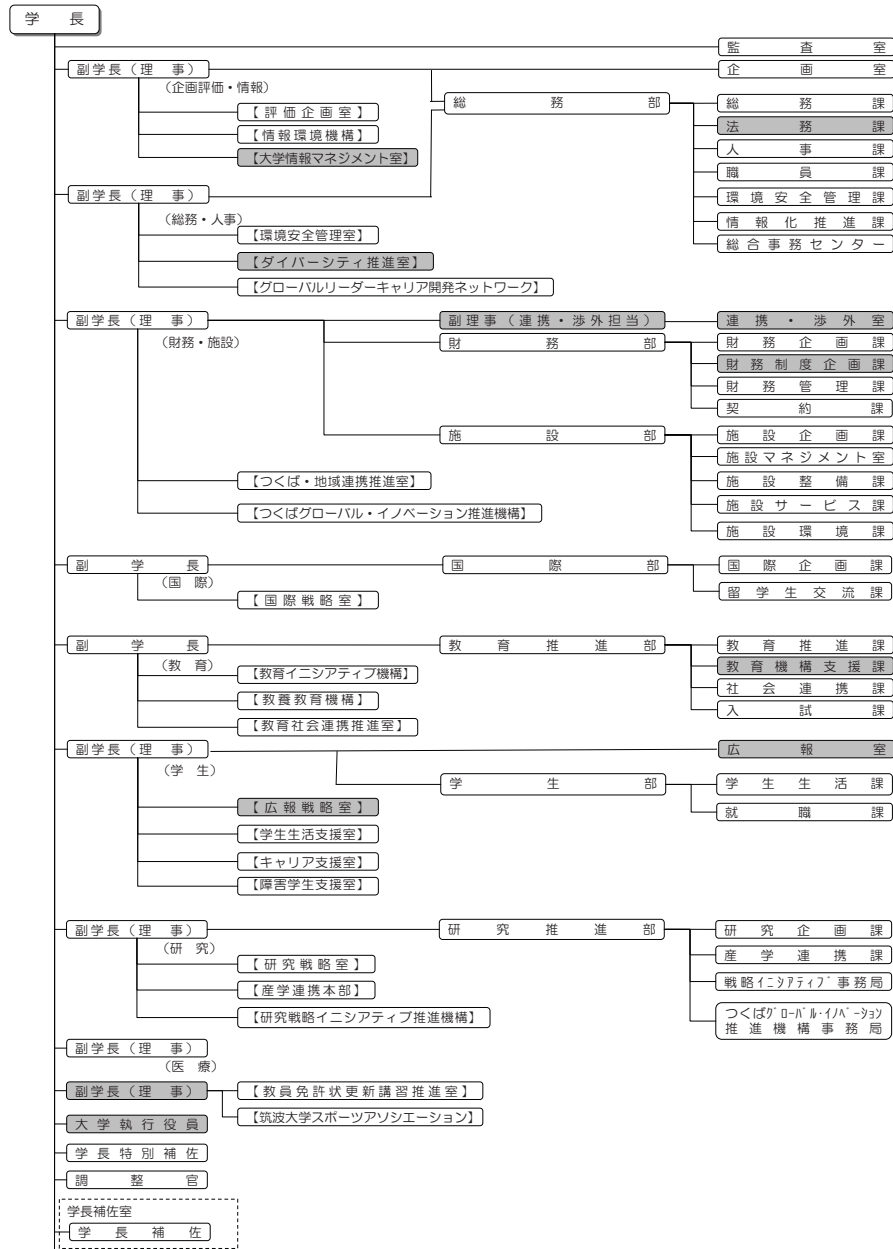 学長
監査室
副学長（理事）
企画室
（企画評価・情報）
【評価企画室】
【情報環境機構】
【大学情報マネジメント室】
総務部
総務課
法務課
人事課
職員課
環境安全管理課
情報化推進課
総合事務センター
副学長（理事）
（総務・人事）
【環境安全管理室】
【ダイバーシティ推進室】
【グローバルリーダーキャリア開発ネットワーク】
副学長（理事）
（財務・施設）
副理事（連携・渉外担当）
連携・渉外室
財務部
財務企画課
財務制度企画課
財務管理課
契約課
施設部
施設企画課
施設マネジメント室
施設整備課
施設サービス課
施設環境課
【つくば・地域連携推進室】
【つくばグローバル・イノベーション推進機構】
副学長
（国際）
【国際戦略室】
国際部
国際企画課
留学生交流課
副学長
（教育）
【教育イニシアティブ機構】
【教養教育機構】
【教育社会連携推進室】
教育推進部
教育推進課
教育機構支援課
社会連携課
入試課
副学長（理事）
（学生）
広報室
学生部
学生生活課
就職課
【広報戦略室】
【学生生活支援室】
【キャリア支援室】
【障害学生支援室】
副学長（理事）
（研究）
【研究戦略室】
【産学連携本部】
【研究戦略イニシアティブ推進機構】
研究推進部
研究企画課
産学連携課
戦略ｲﾆｼｱﾃｨﾌﾞ事務局
つくばｸﾞﾛｰﾊﾞﾙ･ｲﾉﾍﾞｰｼｮﾝ
推進機構事務局
副学長（理事）
（医療）
副学長（理事）
【教員免許状更新講習推進室】
【筑波大学スポーツアソシエーション】
大学執行役員
学長特別補佐
調整官
学長補佐室
学長補佐